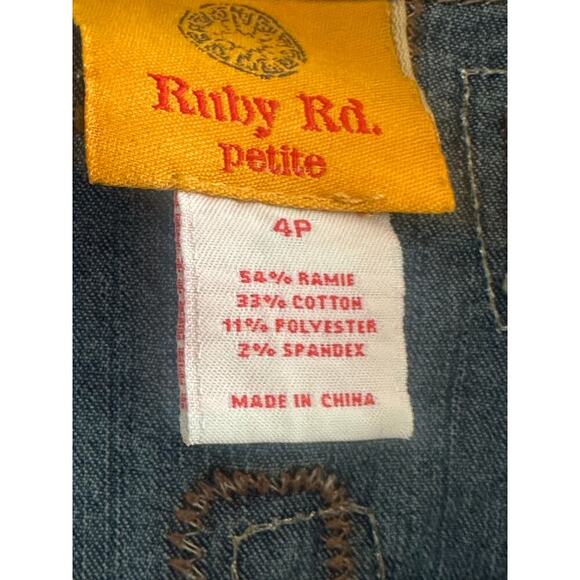 Ruby Rd.
petite
4P
54% RAMIE
33% COTTON
11% POLYESTER
2% SPANDEX
MADE IN CHINA